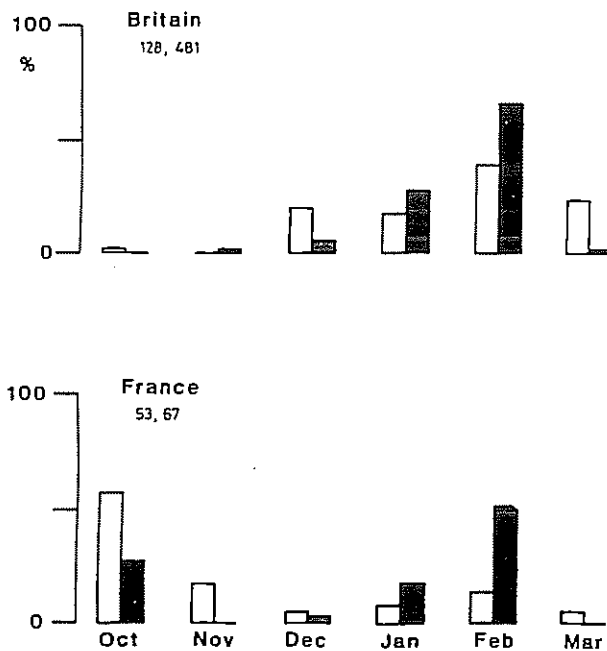 100
Britain
128, 481
%
0
100
France
53, 67
0
Oct Nov Dec Jan Feb Mar